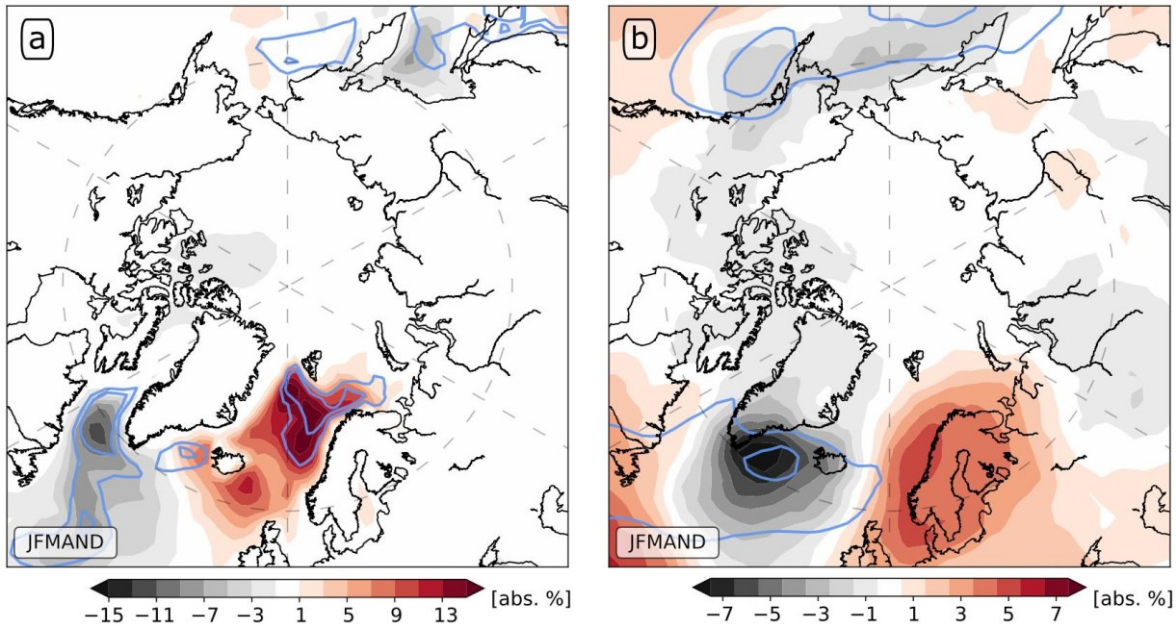 a
b
JFMAND
JFMAND
−15 −11 −7 −3 1 5 9 13 [abs. %]
−7 −5 −3 −1 1 3 5 7 [abs. %]